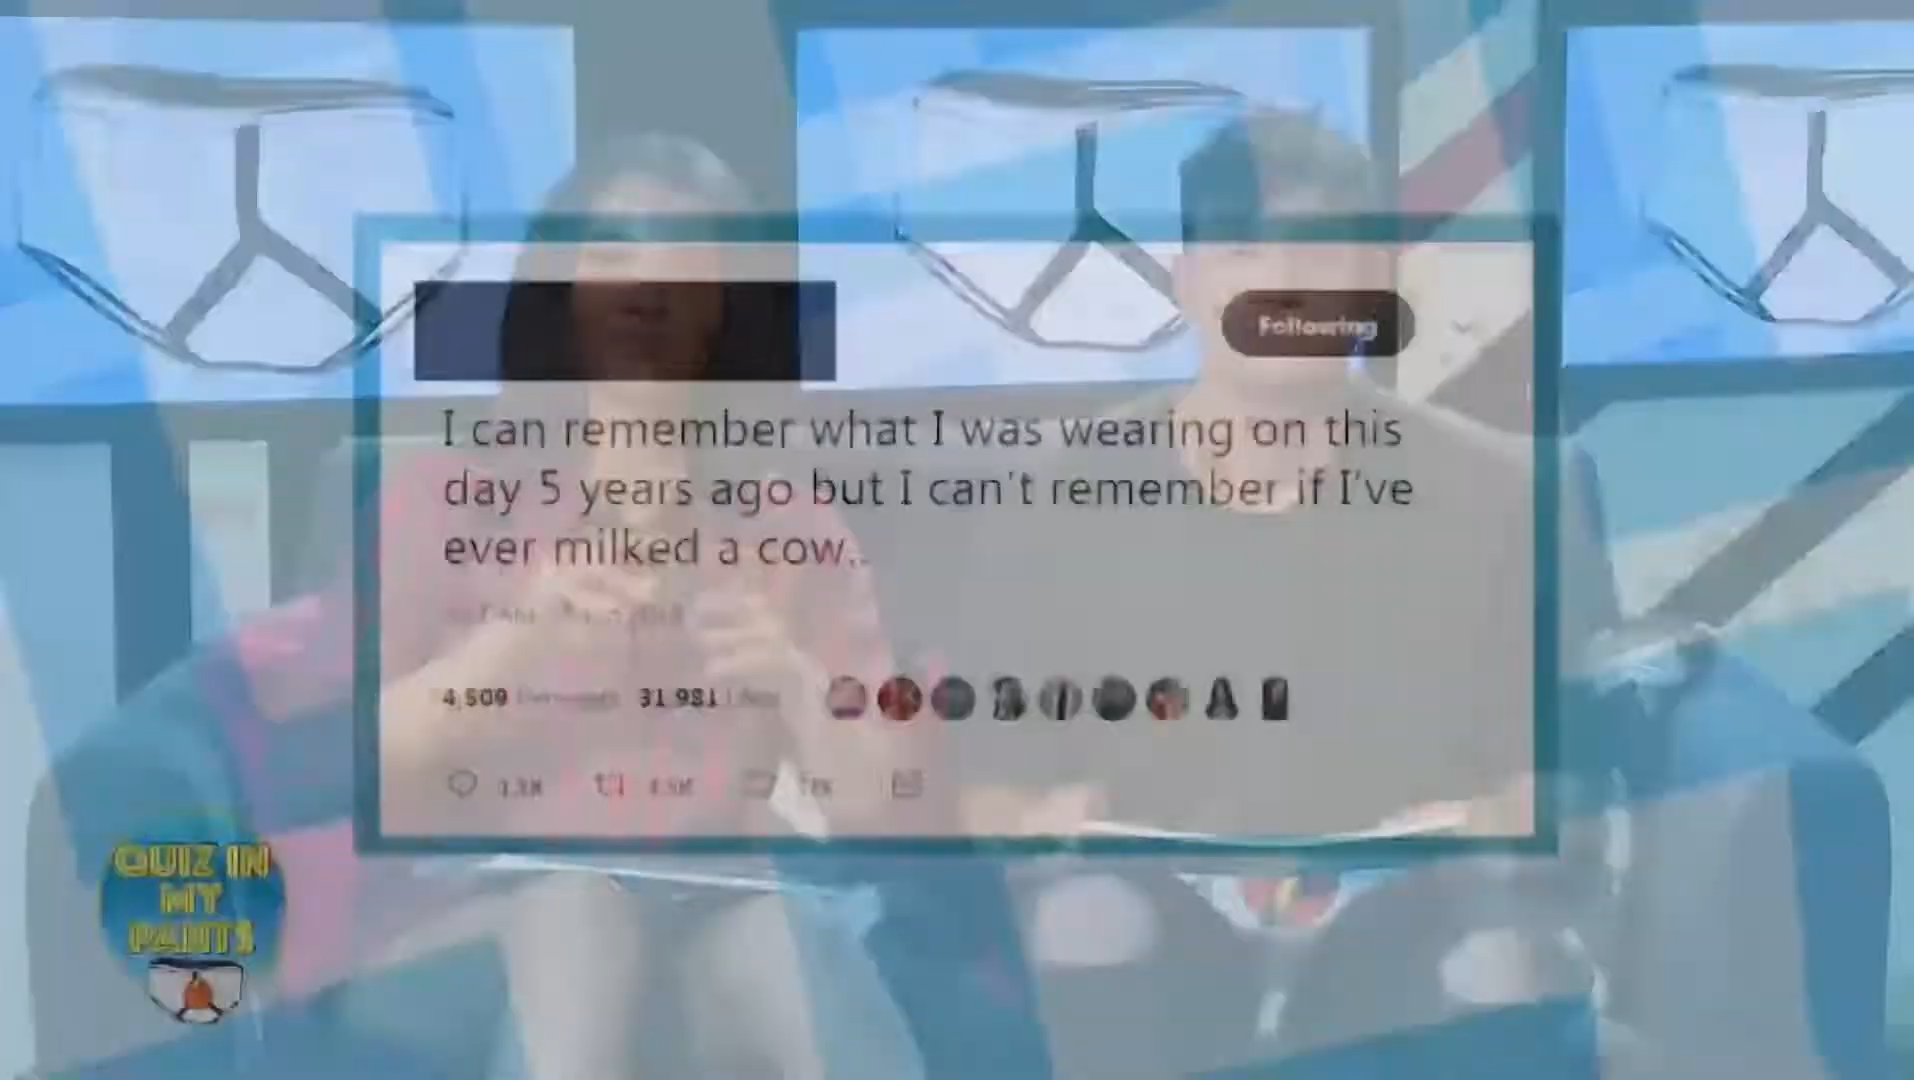 Following
I can remember what I was wearing on this
day 5 years ago but I can't remember if I've
ever milked a cow..
4,509 31,981
QUIZ IN
MY
PANTS